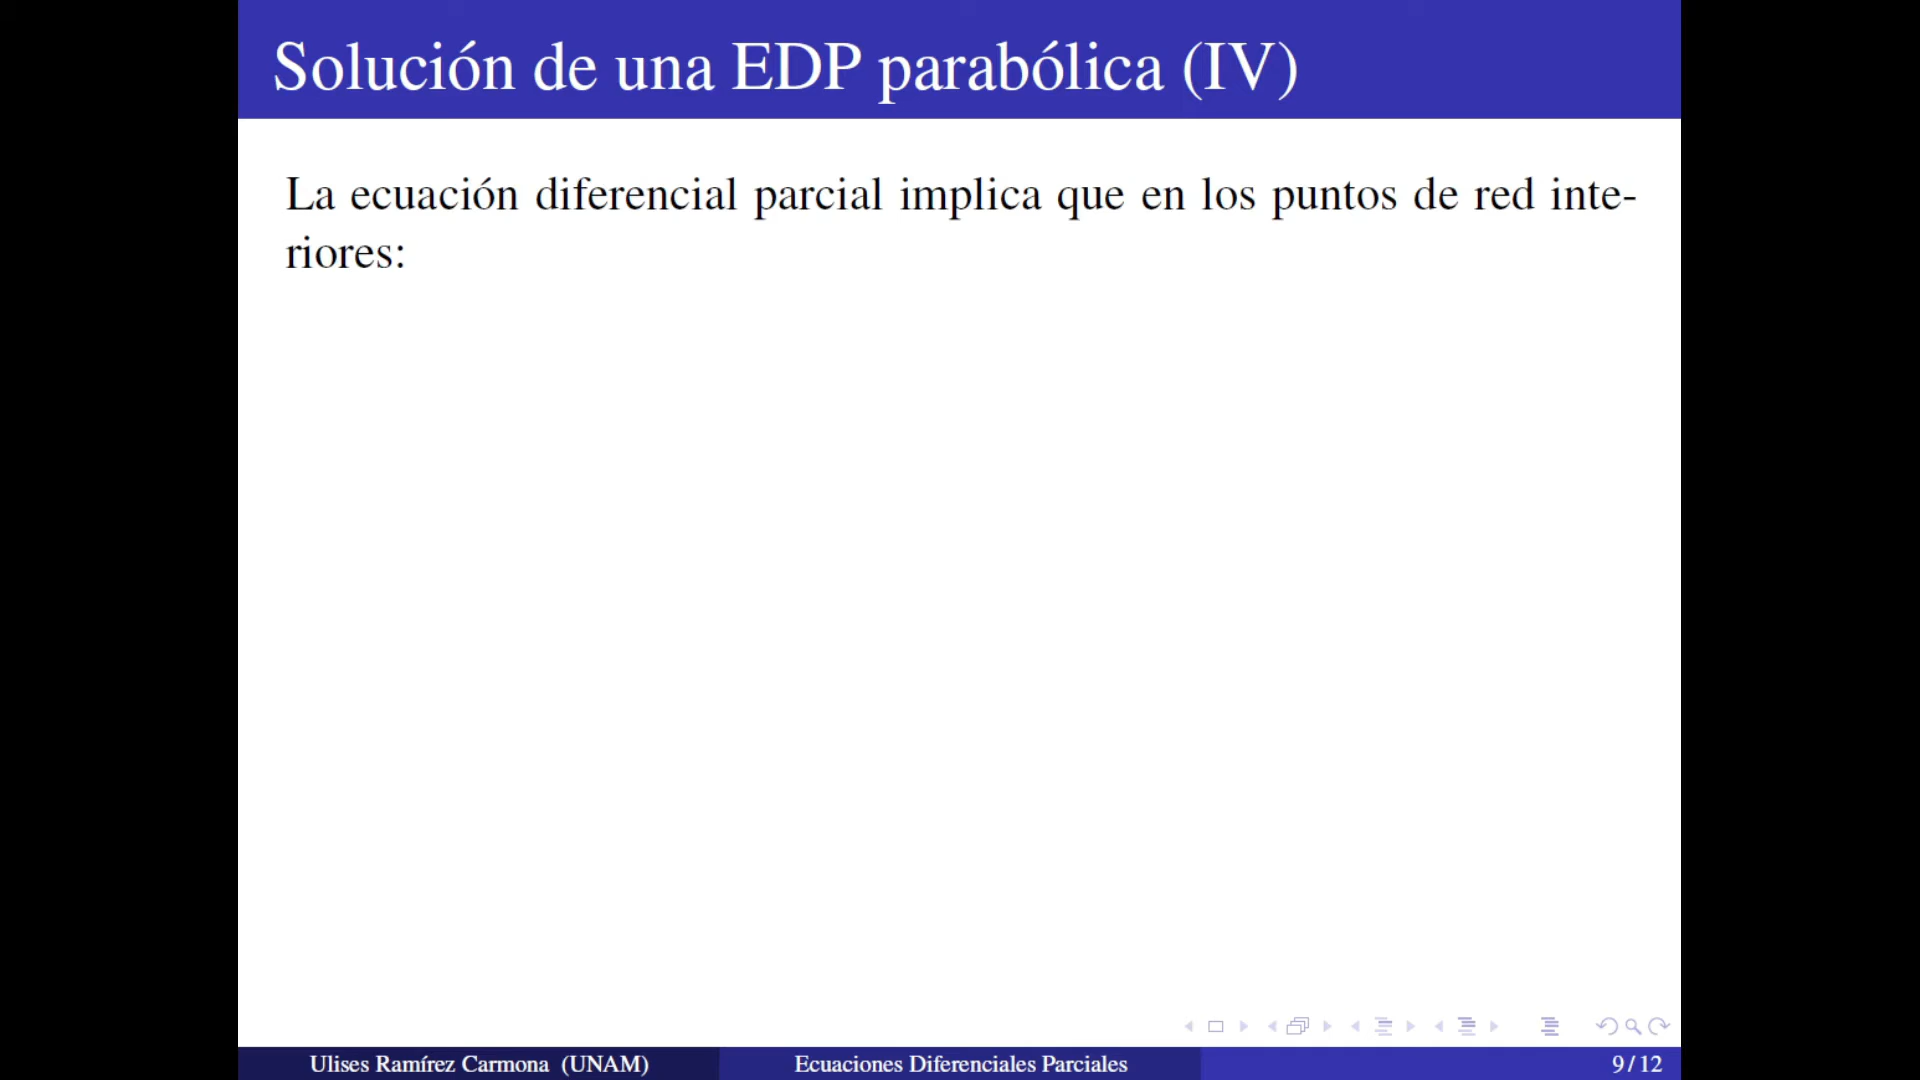 Solución de una EDP parabólica (IV)
La ecuación diferencial parcial implica que en los puntos de red inte-
riores:
Ulises Ramírez Carmona (UNAM)
Ecuaciones Diferenciales Parciales
9 / 12